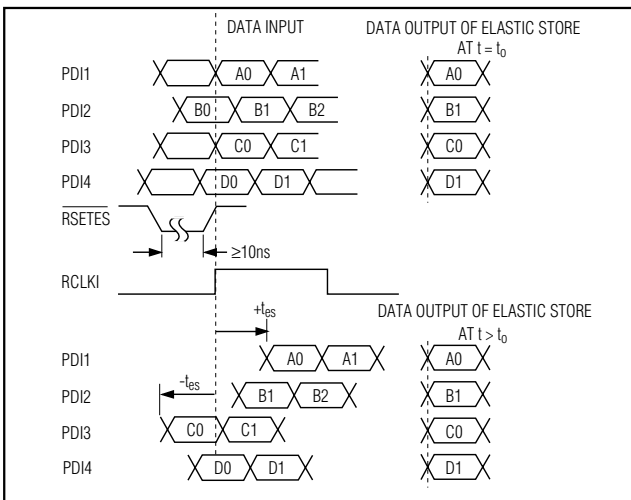 DATA INPUT
DATA OUTPUT OF ELASTIC STORE
AT t = to
PDI1 A0 A1 A0
PDI2 B0 B1 B2 B1
PDI3 C0 C1 C0
PDI4 D0 D1 D1
RSETES
≥10ns
RCLKI
DATA OUTPUT OF ELASTIC STORE
+tes
AT t > to
PDI1 A0 A1 A0
PDI2 -tes B1 B2 B1
PDI3 C0 C1 C0
PDI4 D0 D1 D1